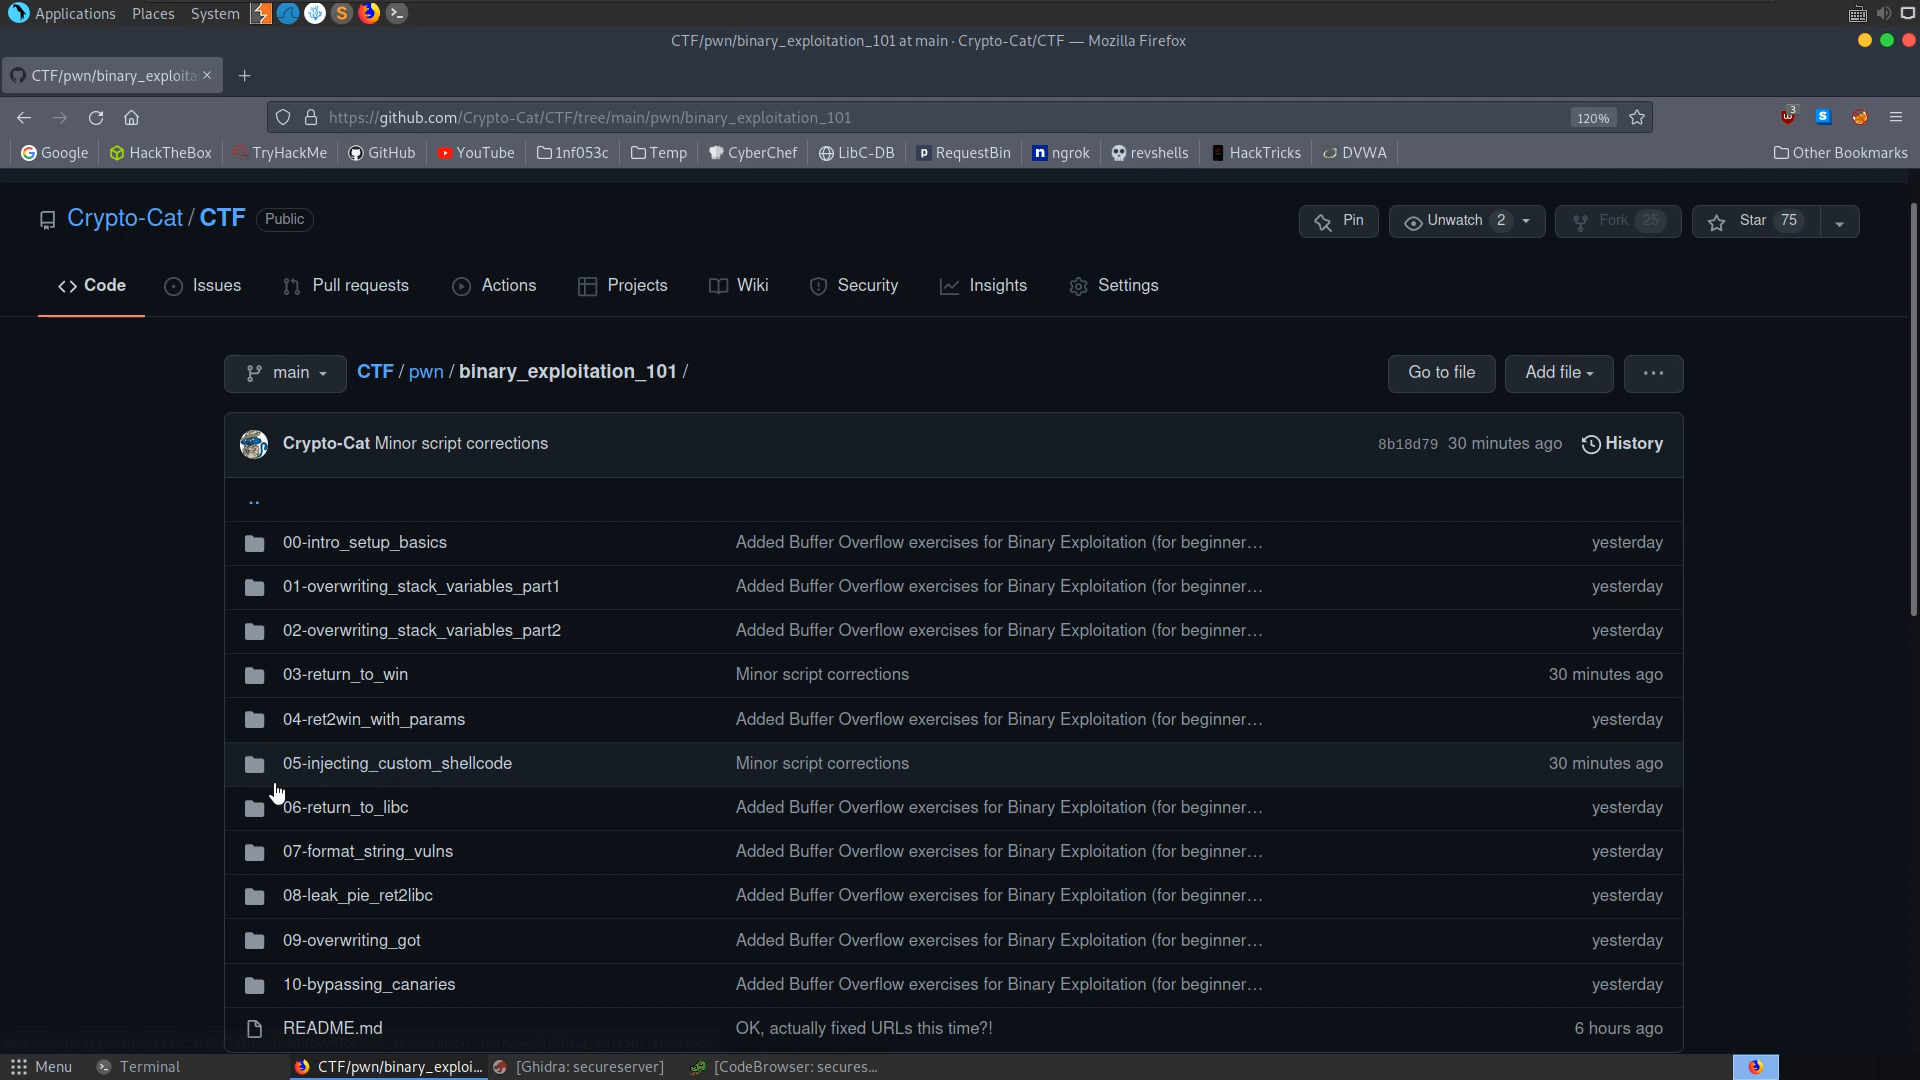 Applications Places System
CTF/pwn/binary_exploitation_101 at main · Crypto-Cat/CTF — Mozilla Firefox
CTF/pwn/binary_exploita
https://github.com/Crypto-Cat/CTF/tree/main/pwn/binary_exploitation_101 120% 3
Google HackTheBox TryHackMe GitHub YouTube 1nf053c Temp CyberChef LibC-DB RequestBin ngrok revshells HackTricks DVWA Other Bookmarks
Crypto-Cat / CTF Public Pin Unwatch 2 Fork 25 Star 75
Code Issues Pull requests Actions Projects Wiki Security Insights Settings
main CTF / pwn / binary_exploitation_101 / Go to file Add file ...
Crypto-Cat Minor script corrections 8b18d79 30 minutes ago History
..
00-intro_setup_basics Added Buffer Overflow exercises for Binary Exploitation (for beginner… yesterday
01-overwriting_stack_variables_part1 Added Buffer Overflow exercises for Binary Exploitation (for beginner… yesterday
02-overwriting_stack_variables_part2 Added Buffer Overflow exercises for Binary Exploitation (for beginner… yesterday
03-return_to_win Minor script corrections 30 minutes ago
04-ret2win_with_params Added Buffer Overflow exercises for Binary Exploitation (for beginner… yesterday
05-injecting_custom_shellcode Minor script corrections 30 minutes ago
06-return_to_libc Added Buffer Overflow exercises for Binary Exploitation (for beginner… yesterday
07-format_string_vulns Added Buffer Overflow exercises for Binary Exploitation (for beginner… yesterday
08-leak_pie_ret2libc Added Buffer Overflow exercises for Binary Exploitation (for beginner… yesterday
09-overwriting_got Added Buffer Overflow exercises for Binary Exploitation (for beginner… yesterday
10-bypassing_canaries Added Buffer Overflow exercises for Binary Exploitation (for beginner… yesterday
README.md OK, actually fixed URLs this time?! 6 hours ago
Menu Terminal CTF/pwn/binary_exploi... [Ghidra: secureserver] [CodeBrowser: secures...